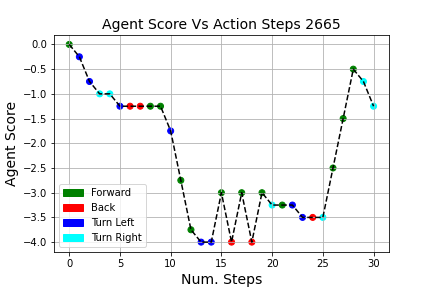 Agent Score Vs Action Steps 2665
0.0
−0.5
−1.0
−1.5
−2.0
−2.5
−3.0
−3.5
−4.0
Agent Score
Forward
Back
Turn Left
Turn Right
0 5 10 15 20 25 30
Num. Steps